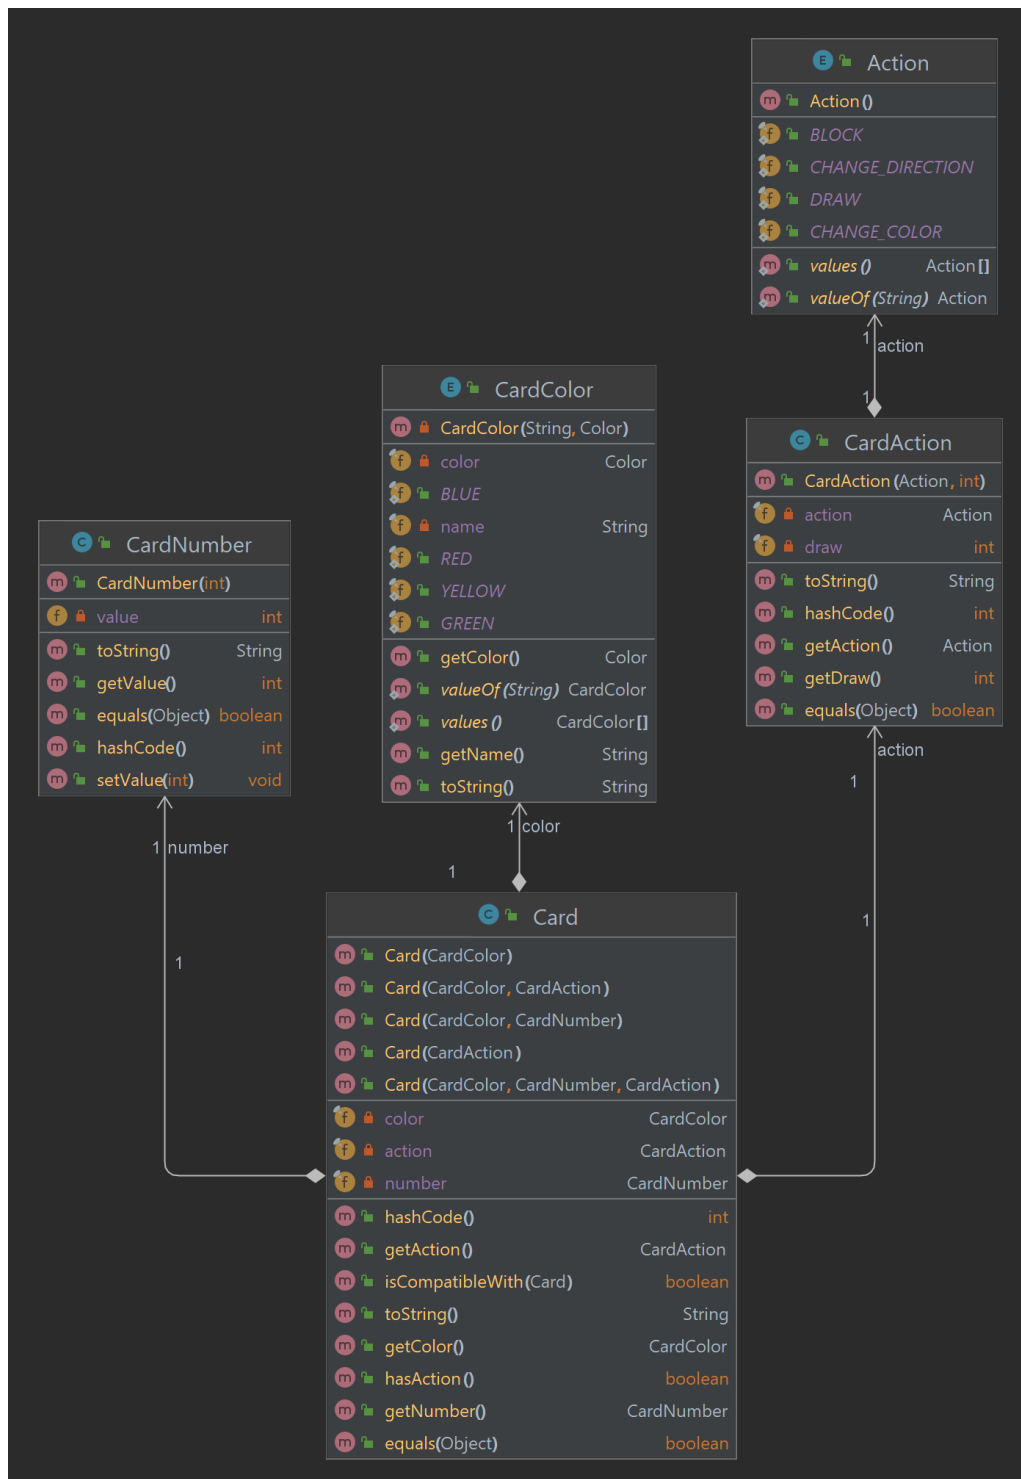 Action
Action()
BLOCK
CHANGE_DIRECTION
DRAW
CHANGE_COLOR
values() Action[]
valueOf(String) Action
1 action
1
CardColor
CardColor(String, Color)
color Color
BLUE
name String
RED
YELLOW
GREEN
getColor() Color
valueOf(String) CardColor
values() CardColor[]
getName() String
toString() String
1 color
1
CardAction
CardAction(Action, int)
action Action
draw int
toString() String
hashCode() int
getAction() Action
getDraw() int
equals(Object) boolean
action
1
1
CardNumber
CardNumber(int)
value int
toString() String
getValue() int
equals(Object) boolean
hashCode() int
setValue(int) void
1 number
1
Card
Card(CardColor)
Card(CardColor, CardAction)
Card(CardColor, CardNumber)
Card(CardAction)
Card(CardColor, CardNumber, CardAction)
color CardColor
action CardAction
number CardNumber
hashCode() int
getAction() CardAction
isCompatibleWith(Card) boolean
toString() String
getColor() CardColor
hasAction() boolean
getNumber() CardNumber
equals(Object) boolean